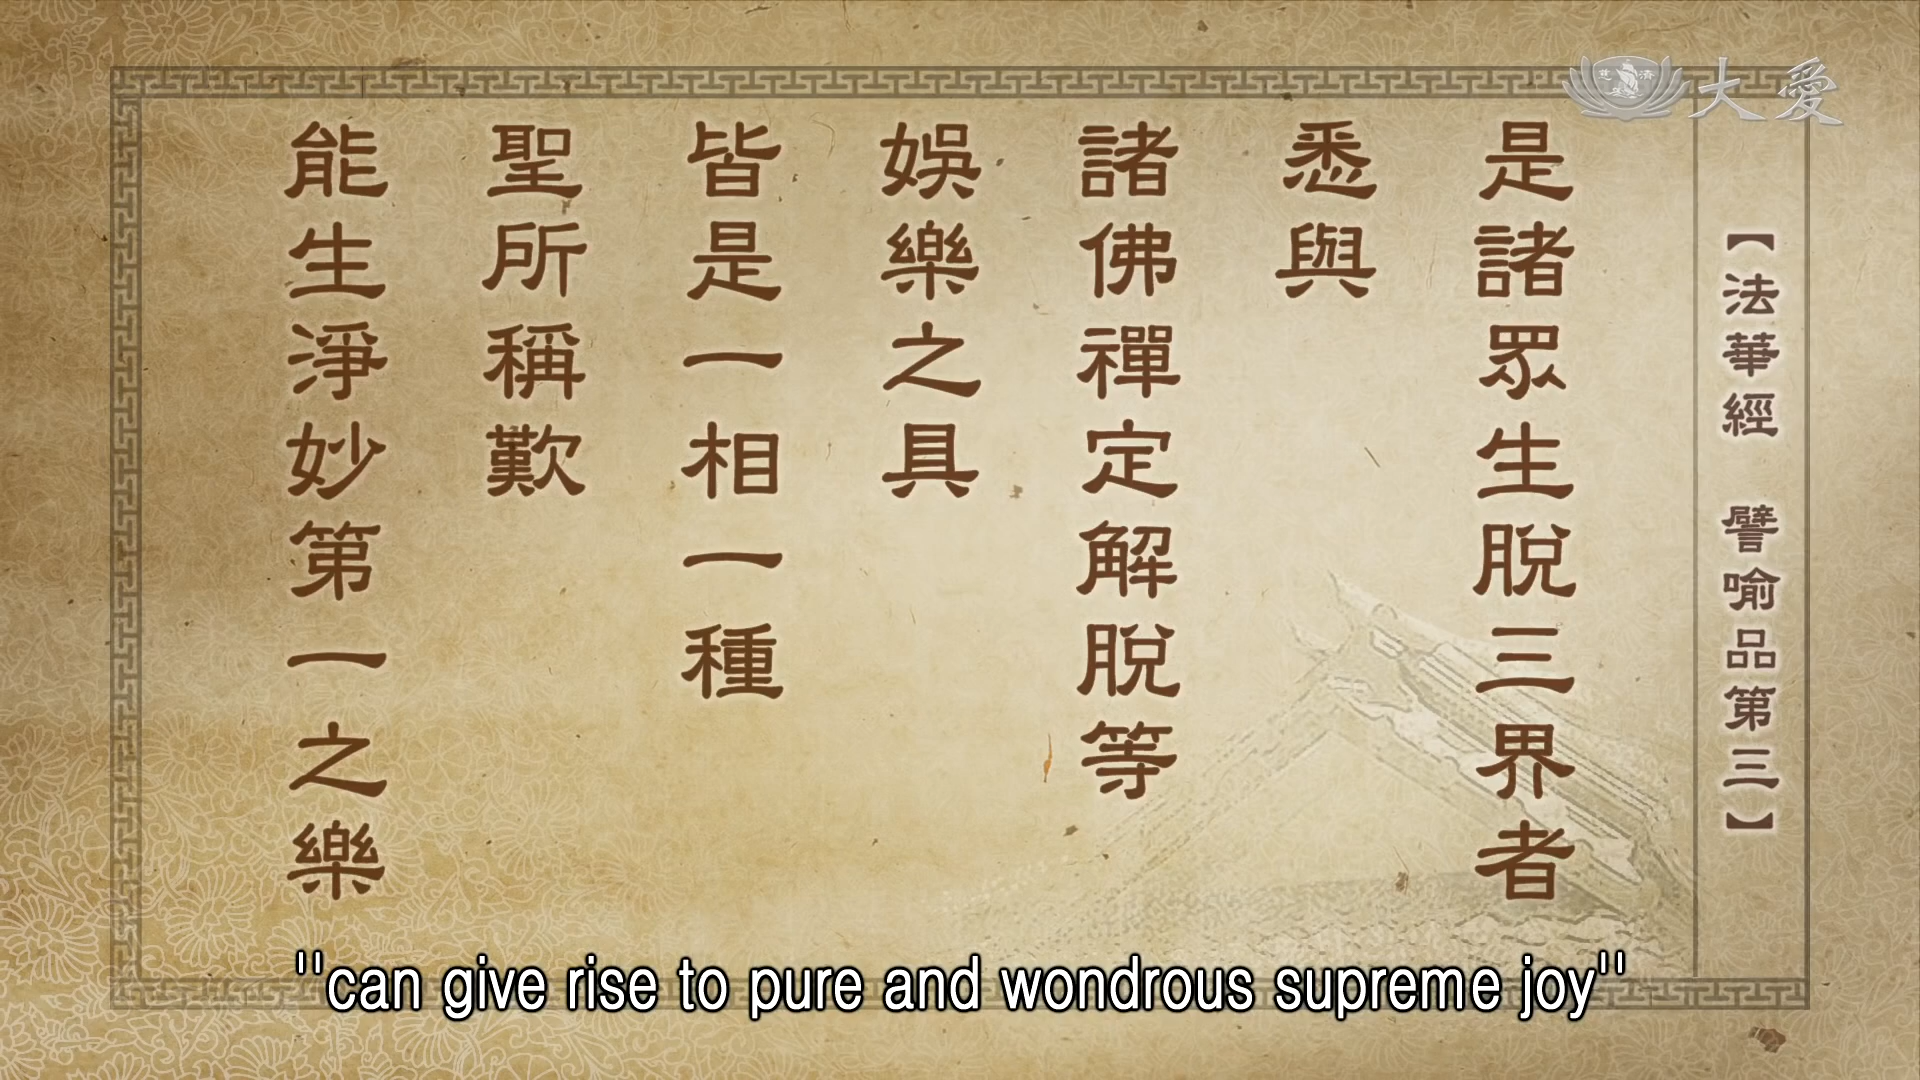 大愛
慈濟
【法華經 譬喻品第三】
是諸眾生脫三界者
悉與
諸佛禪定解脫等
娛樂之具
皆是一相一種
聖所稱歎
能生淨妙第一之樂
"can give rise to pure and wondrous supreme joy"